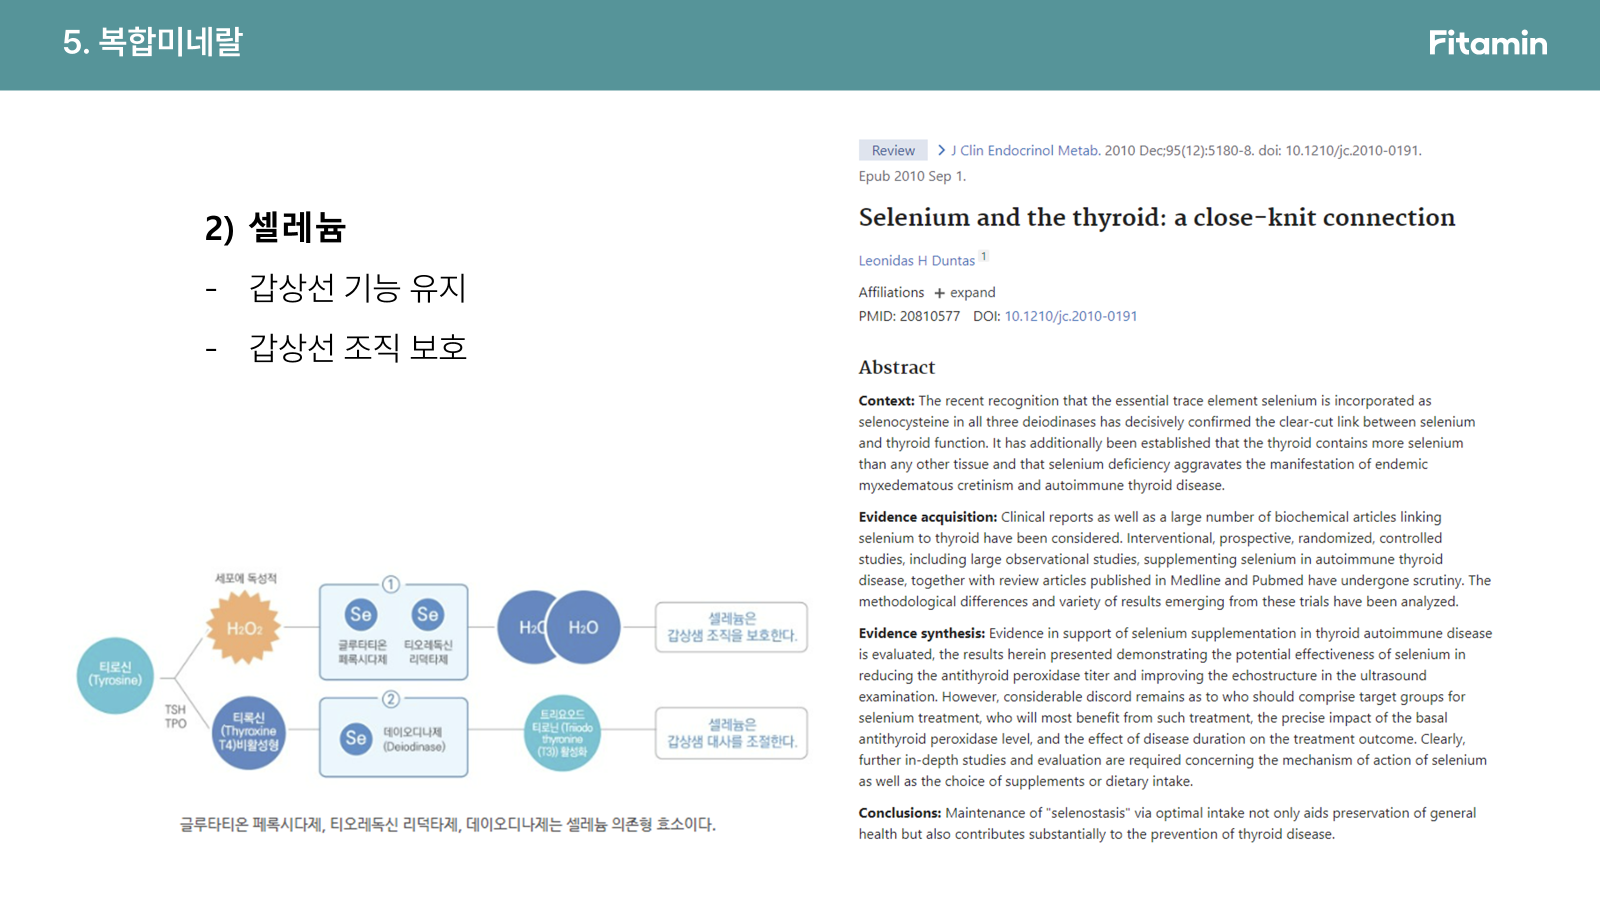 5. 복합미네랄
Fitamin
2) 셀레늄
- 갑상선 기능 유지
- 갑상선 조직 보호
세포에 독성적
티로신
(Tyrosine)
TSH
TPO
H₂O₂
1
Se
Se
글루타티온
페록시다제
티오레독신
리덕타제
H₂O
H₂O
셀레늄은
갑상샘 조직을 보호한다.
티록신
(Thyroxine
T4)비활성형
2
Se
데이오디나제
(Deiodinase)
트리요오드
티로닌 (Triiodo
thyronine
(T3)) 활성화
셀레늄은
갑상샘 대사를 조절한다.
글루타티온 페록시다제, 티오레독신 리덕타제, 데이오디나제는 셀레늄 의존형 효소이다.
Review > J Clin Endocrinol Metab. 2010 Dec;95(12):5180-8. doi: 10.1210/jc.2010-0191.
Epub 2010 Sep 1.
Selenium and the thyroid: a close-knit connection
Leonidas H Duntas 1
Affiliations + expand
PMID: 20810577 DOI: 10.1210/jc.2010-0191
Abstract
Context: The recent recognition that the essential trace element selenium is incorporated as
selenocysteine in all three deiodinases has decisively confirmed the clear-cut link between selenium
and thyroid function. It has additionally been established that the thyroid contains more selenium
than any other tissue and that selenium deficiency aggravates the manifestation of endemic
myxedematous cretinism and autoimmune thyroid disease.
Evidence acquisition: Clinical reports as well as a large number of biochemical articles linking
selenium to thyroid have been considered. Interventional, prospective, randomized, controlled
studies, including large observational studies, supplementing selenium in autoimmune thyroid
disease, together with review articles published in Medline and Pubmed have undergone scrutiny. The
methodological differences and variety of results emerging from these trials have been analyzed.
Evidence synthesis: Evidence in support of selenium supplementation in thyroid autoimmune disease
is evaluated, the results herein presented demonstrating the potential effectiveness of selenium in
reducing the antithyroid peroxidase titer and improving the echostructure in the ultrasound
examination. However, considerable discord remains as to who should comprise target groups for
selenium treatment, who will most benefit from such treatment, the precise impact of the basal
antithyroid peroxidase level, and the effect of disease duration on the treatment outcome. Clearly,
further in-depth studies and evaluation are required concerning the mechanism of action of selenium
as well as the choice of supplements or dietary intake.
Conclusions: Maintenance of "selenostasis" via optimal intake not only aids preservation of general
health but also contributes substantially to the prevention of thyroid disease.